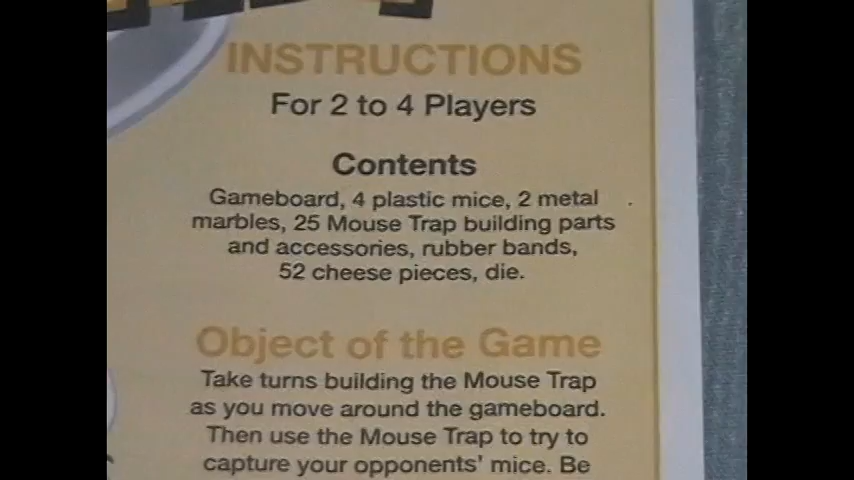 INSTRUCTIONS
For 2 to 4 Players
Contents
Gameboard, 4 plastic mice, 2 metal
marbles, 25 Mouse Trap building parts
and accessories, rubber bands,
52 cheese pieces, die.
Object of the Game
Take turns building the Mouse Trap
as you move around the gameboard.
Then use the Mouse Trap to try to
capture your opponents' mice. Be